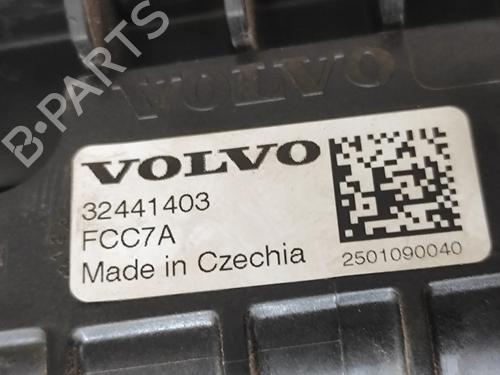 B-PARTS
VOLVO
VOLVO
32441403
FCC7A
Made in Czechia
2501090040